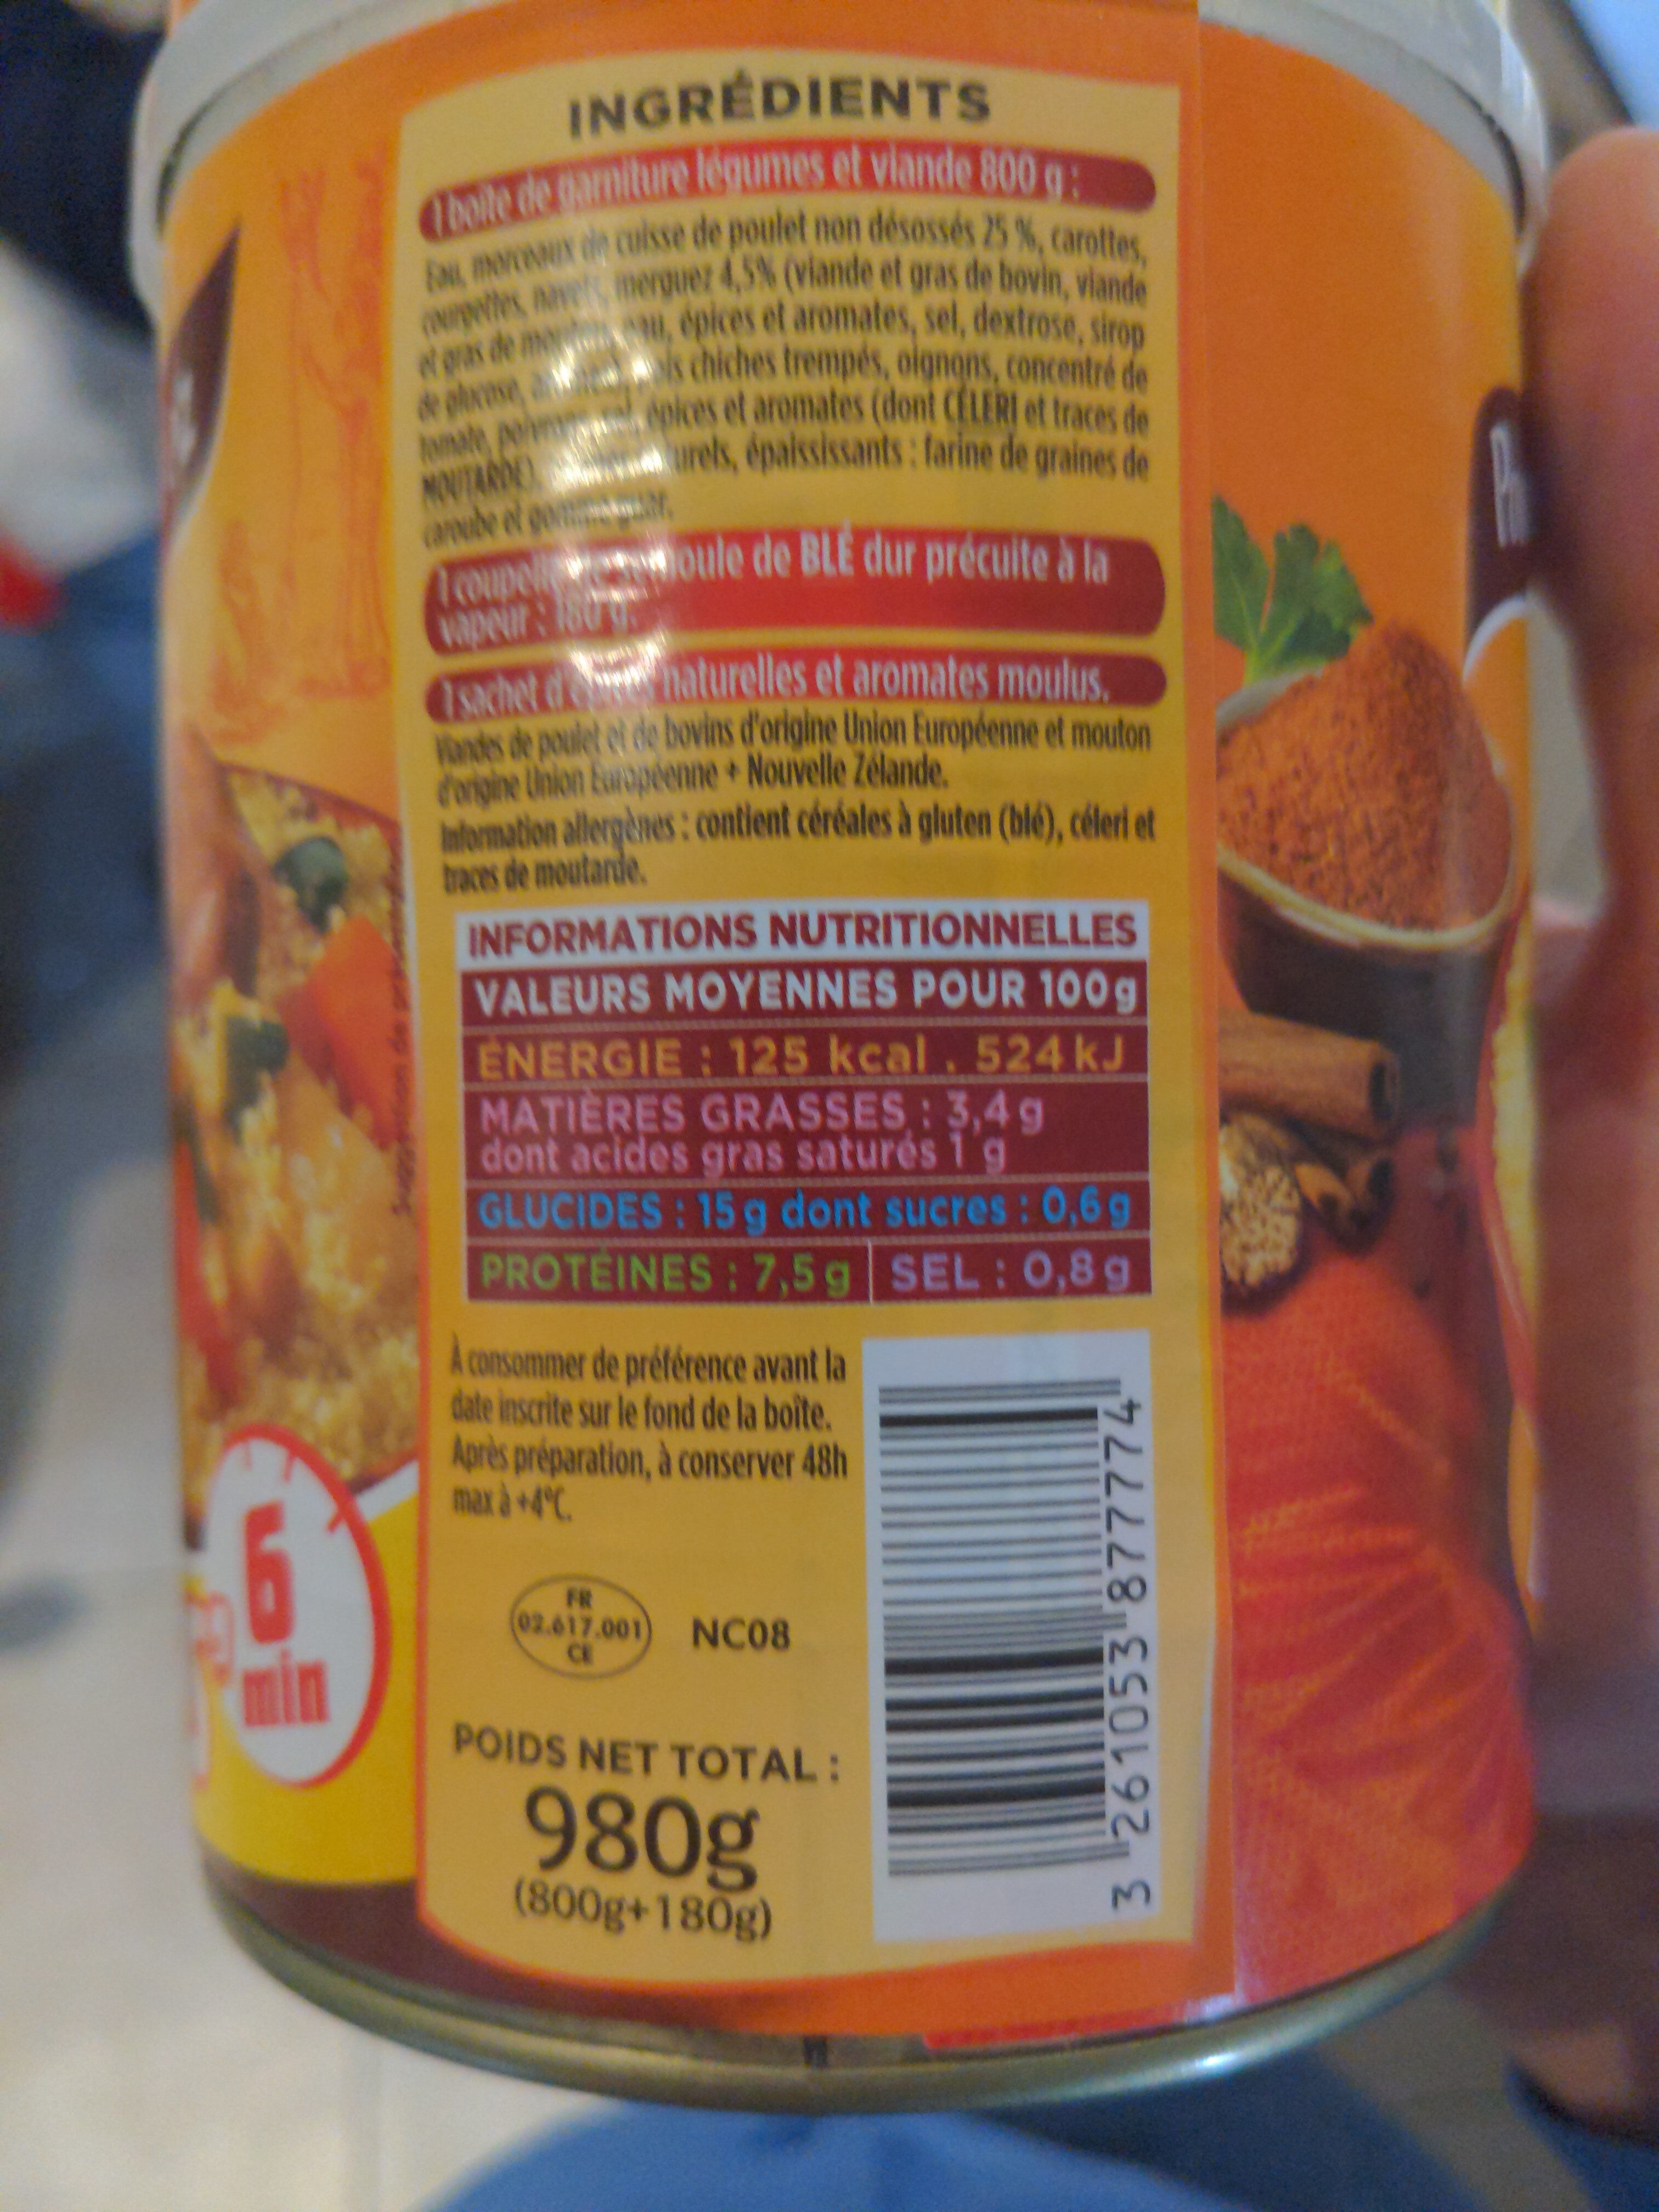 INGRÉDIENTS
1 boîte de garniture légumes et viande 800 g :
Eau, morceaux de cuisse de poulet non désossés 25 %, carottes,
courgettes, navets, merguez 4,5% (viande et gras de bovin, viande
et gras de eau, épices et aromates, sel, dextrose, sirop
de glucose, chiches trempés, oignons, concentré de
tomate, épices et aromates (dont CÉLERI et traces de
MOUTARDE), épaississants : farine de graines de
caroube et gomme guar.
1 de BLÉ dur précuite à la
vapeur : 180 g.
1 sachet naturelles et aromates moulus.
Viandes de poulet et de bovins d'origine Union Européenne et mouton
d'origine Union Européenne + Nouvelle Zélande.
Information allergènes : contient céréales à gluten (blé), céleri et
traces de moutarde.
INFORMATIONS NUTRITIONNELLES
VALEURS MOYENNES POUR 100g
ÉNERGIE : 125 kcal . 524 kJ
MATIÈRES GRASSES : 3,4 g
dont acides gras saturés 1 g
GLUCIDES : 15 g dont sucres : 0,6 g
PROTÉINES : 7,5 g SEL : 0,8 g
À consommer de préférence avant la
date inscrite sur le fond de la boîte.
Après préparation, à conserver 48h
max à +4°C.
FR
02.617.001
CE
NC08
POIDS NET TOTAL :
980g
(800g+180g)
3 261053 877774
6
min